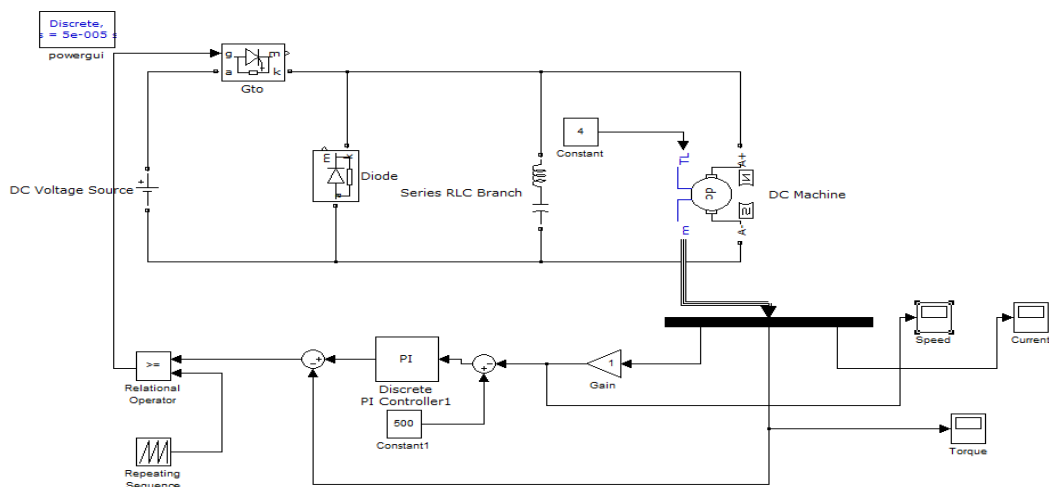 Discrete,
s = 5e-005 s
powergui
g m
a k
Gto
DC Voltage Source
+
m
Diode
Series RLC Branch
4
Constant
TL
m
dc
A+
A-
DC Machine
Speed
Current
>=
Relational
Operator
PI
Discrete
PI Controller1
1
Gain
500
Constant1
Torque
Repeating
Sequence